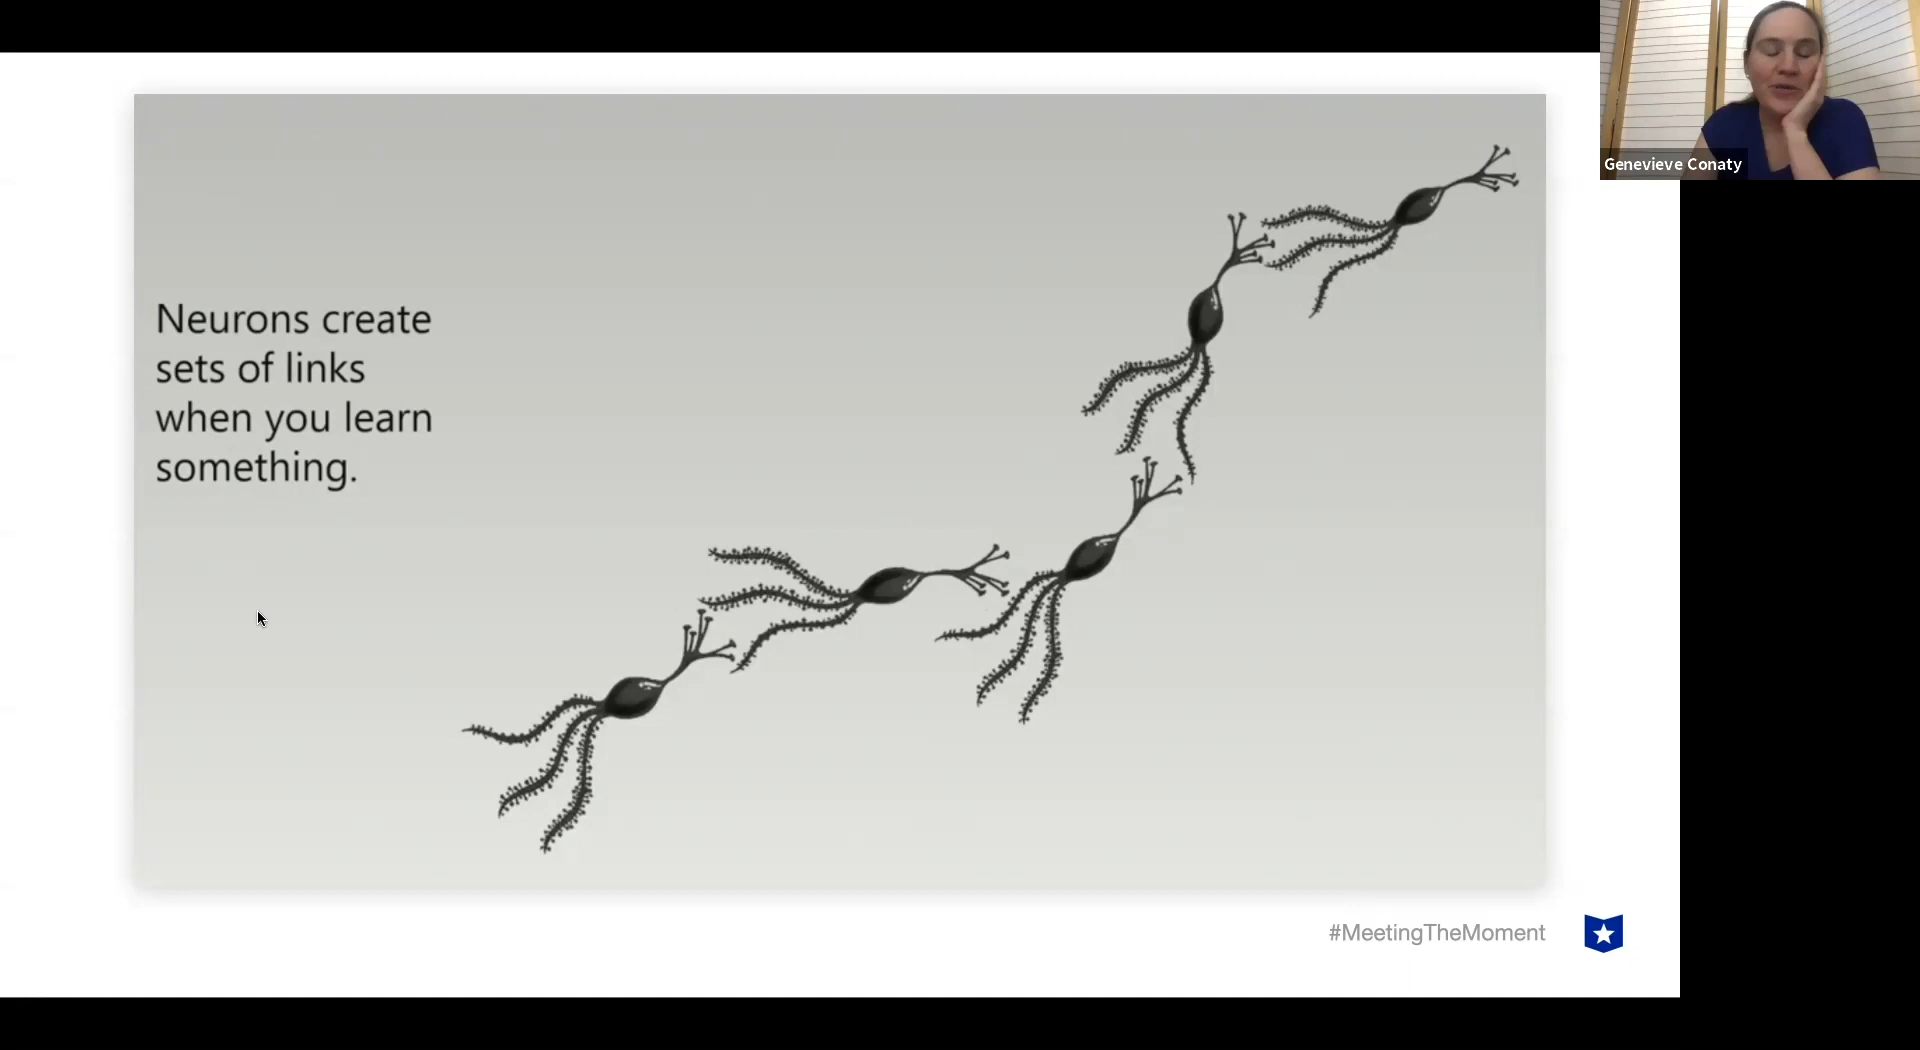 Genevieve Conaty
Neurons create
sets of links
when you learn
something.
#MeetingTheMoment